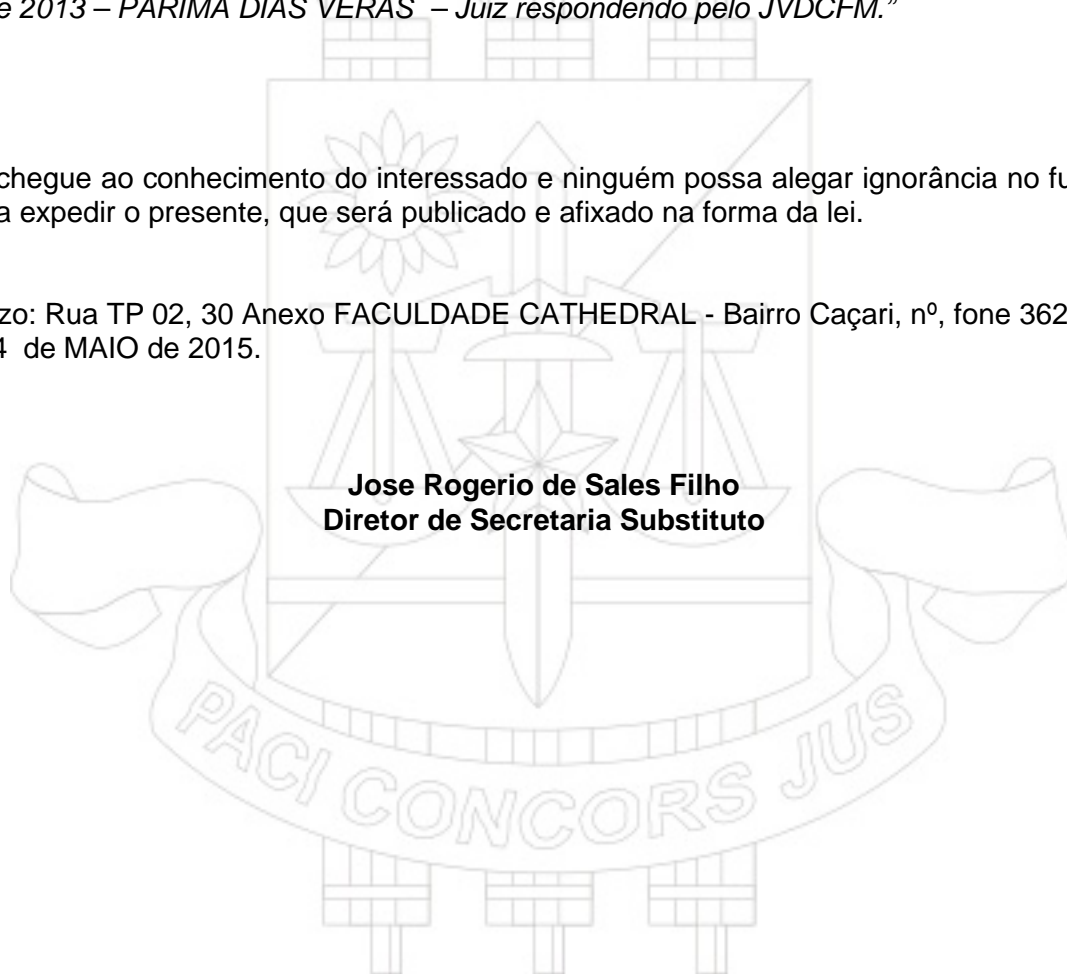 e 2013 – PARIMA DIAS VERAS – Juiz respondendo pelo JVDCFM.”
chegue ao conhecimento do interessado e ninguém possa alegar ignorância no fu
a expedir o presente, que será publicado e afixado na forma da lei.
zo: Rua TP 02, 30 Anexo FACULDADE CATHEDRAL - Bairro Caçari, nº, fone 362
4 de MAIO de 2015.
Jose Rogerio de Sales Filho
Diretor de Secretaria Substituto
PACI CONCORS JUS